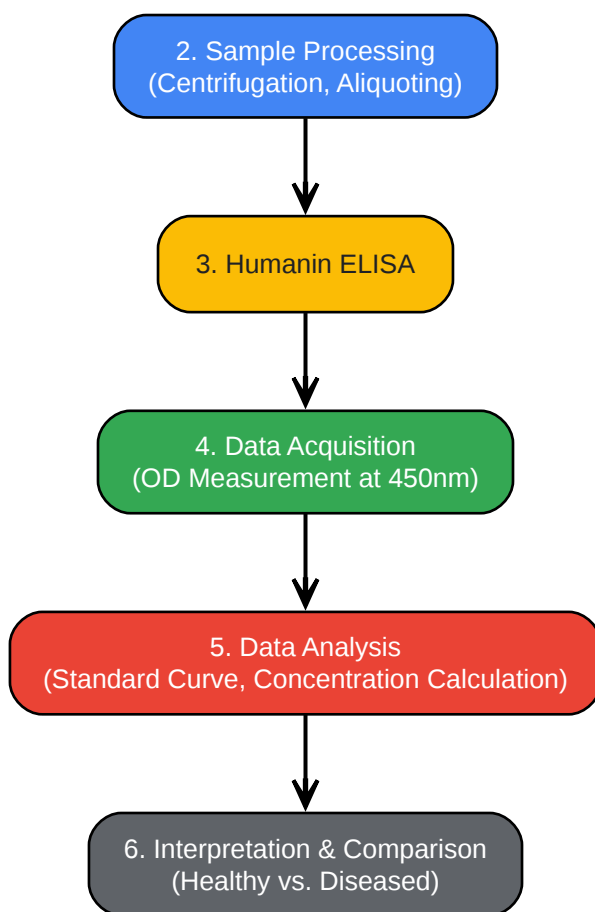 2. Sample Processing
(Centrifugation, Aliquoting)
3. Humanin ELISA
4. Data Acquisition
(OD Measurement at 450nm)
5. Data Analysis
(Standard Curve, Concentration Calculation)
6. Interpretation & Comparison
(Healthy vs. Diseased)